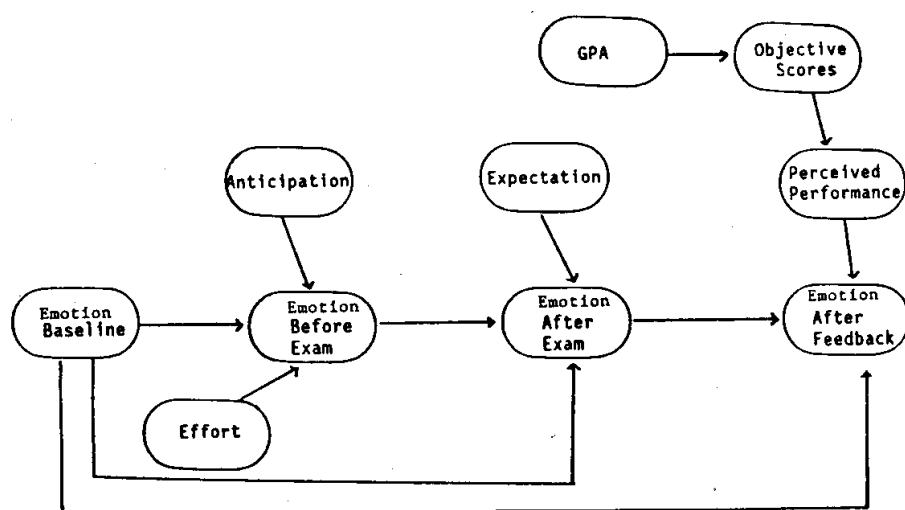 GPA
Objective
Scores
Anticipation
Expectation
Perceived
Performance
Emotion
Baseline
Emotion
Before
Exam
Emotion
After
Exam
Emotion
After
Feedback
Effort